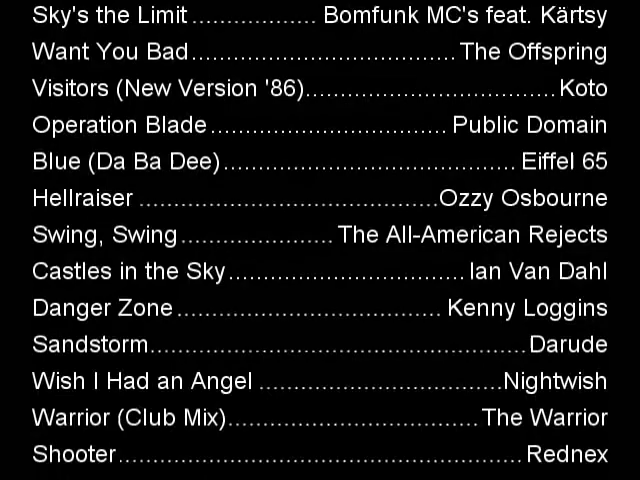 Sky's the Limit .................. Bomfunk MC's feat. Kärtsy
Want You Bad...................................... The Offspring
Visitors (New Version '86).................................... Koto
Operation Blade.................................. Public Domain
Blue (Da Ba Dee).......................................... Eiffel 65
Hellraiser ...........................................Ozzy Osbourne
Swing, Swing...................... The All-American Rejects
Castles in the Sky.................................. Ian Van Dahl
Danger Zone...................................... Kenny Loggins
Sandstorm......................................................Darude
Wish I Had an Angel ...................................Nightwish
Warrior (Club Mix).................................... The Warrior
Shooter.......................................................... Rednex